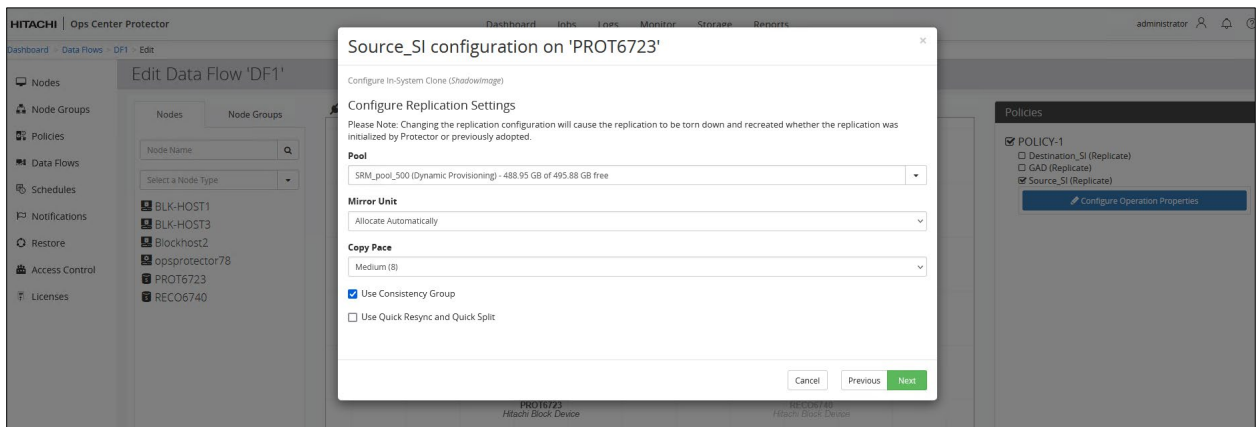 HITACHI | Ops Center Protector
Dashboard Jobs Logs Monitor Storage Reports
administrator
Dashboard > Data Flows > DF1 > Edit
Edit Data Flow 'DF1'
Nodes
Node Groups
Policies
Data Flows
Schedules
Notifications
Restore
Access Control
Licenses
Nodes
Node Groups
Node Name
Select a Node Type
BLK-HOST1
BLK-HOST3
Blockhost2
opsprotector78
PROT6723
RECO6740
Source_SI configuration on 'PROT6723'
×
Configure In-System Clone (ShadowImage)
Configure Replication Settings
Please Note: Changing the replication configuration will cause the replication to be torn down and recreated whether the replication was
initialized by Protector or previously adopted.
Pool
SRM_pool_500 (Dynamic Provisioning) - 488.95 GB of 495.88 GB free
Mirror Unit
Allocate Automatically
Copy Pace
Medium (8)
Use Consistency Group
Use Quick Resync and Quick Split
Cancel
Previous
Next
PROT6723
Hitachi Block Device
RECO6740
Hitachi Block Device
Policies
POLICY-1
Destination_SI (Replicate)
GAD (Replicate)
Source_SI (Replicate)
Configure Operation Properties